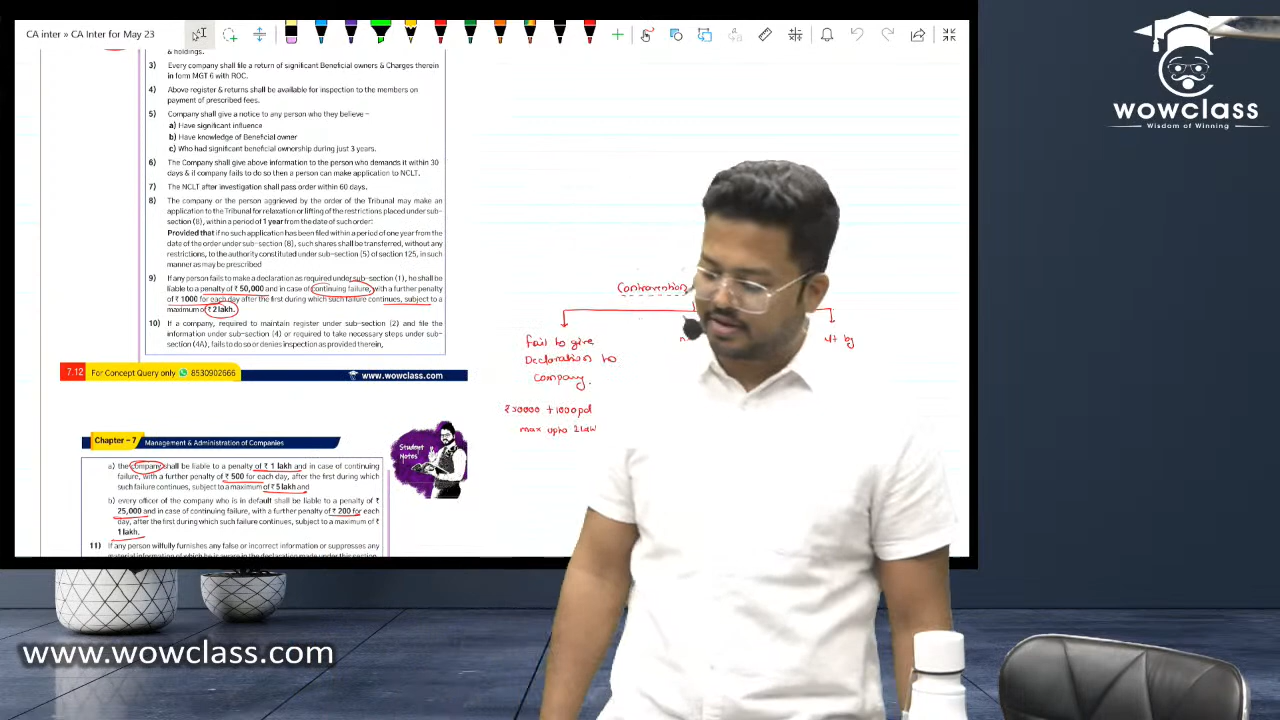 CA inter » CA Inter for May 23
& holdings.
3) Every company shall file a return of significant Beneficial owners & Charges therein
in form MGT 6 with ROC.
4) Above register & returns shall be available for inspection to the members on
payment of prescribed fees.
5) Company shall give a notice to any person who they believe –
a) Have significant influence
b) Have knowledge of Beneficial owner
c) Who had significant beneficial ownership during just 3 years.
6) The Company shall give above information to the person who demands it within 30
days & if company fails to do so then a person can make application to NCLT.
7) The NCLT after investigation shall pass order within 60 days.
8) The company or the person aggrieved by the order of the Tribunal may make an
application to the Tribunal for relaxation or lifting of the restrictions placed under sub-
section (8), within a period of 1 year from the date of such order:
Provided that if no such application has been filed within a period of one year from the
date of the order under sub-section (8), such shares shall be transferred, without any
restrictions, to the authority constituted under sub-section (5) of section 125, in such
manner as may be prescribed
9) If any person fails to make a declaration as required under sub-section (1), he shall be
liable to a penalty of ₹ 50,000 and in case of continuing failure, with a further penalty
of ₹ 1000 for each day after the first during which such failure continues, subject to a
maximum of ₹ 2 lakh.
10) If a company, required to maintain register under sub-section (2) and file the
information under sub-section (4) or required to take necessary steps under sub-
section (4A), fails to do so or denies inspection as provided therein,
7.12 For Concept Query only 8530902666 www.wowclass.com
Chapter – 7 Management & Administration of Companies
Student
Notes
a) the company shall be liable to a penalty of ₹ 1 lakh and in case of continuing
failure, with a further penalty of ₹ 500 for each day, after the first during which
such failure continues, subject to a maximum of ₹ 5 lakh and
b) every officer of the company who is in default shall be liable to a penalty of ₹
25,000 and in case of continuing failure, with a further penalty of ₹ 200 for each
day, after the first during which such failure continues, subject to a maximum of ₹
1 lakh.
11) If any person wilfully furnishes any false or incorrect information or suppresses any
material information of which he is aware in the declaration made under this section,
Contravention
Fail to give
Declaration to
Company.
₹50000 + 1000pd
max upto 2 lakh
by
wowclass
Wisdom of Winning
www.wowclass.com